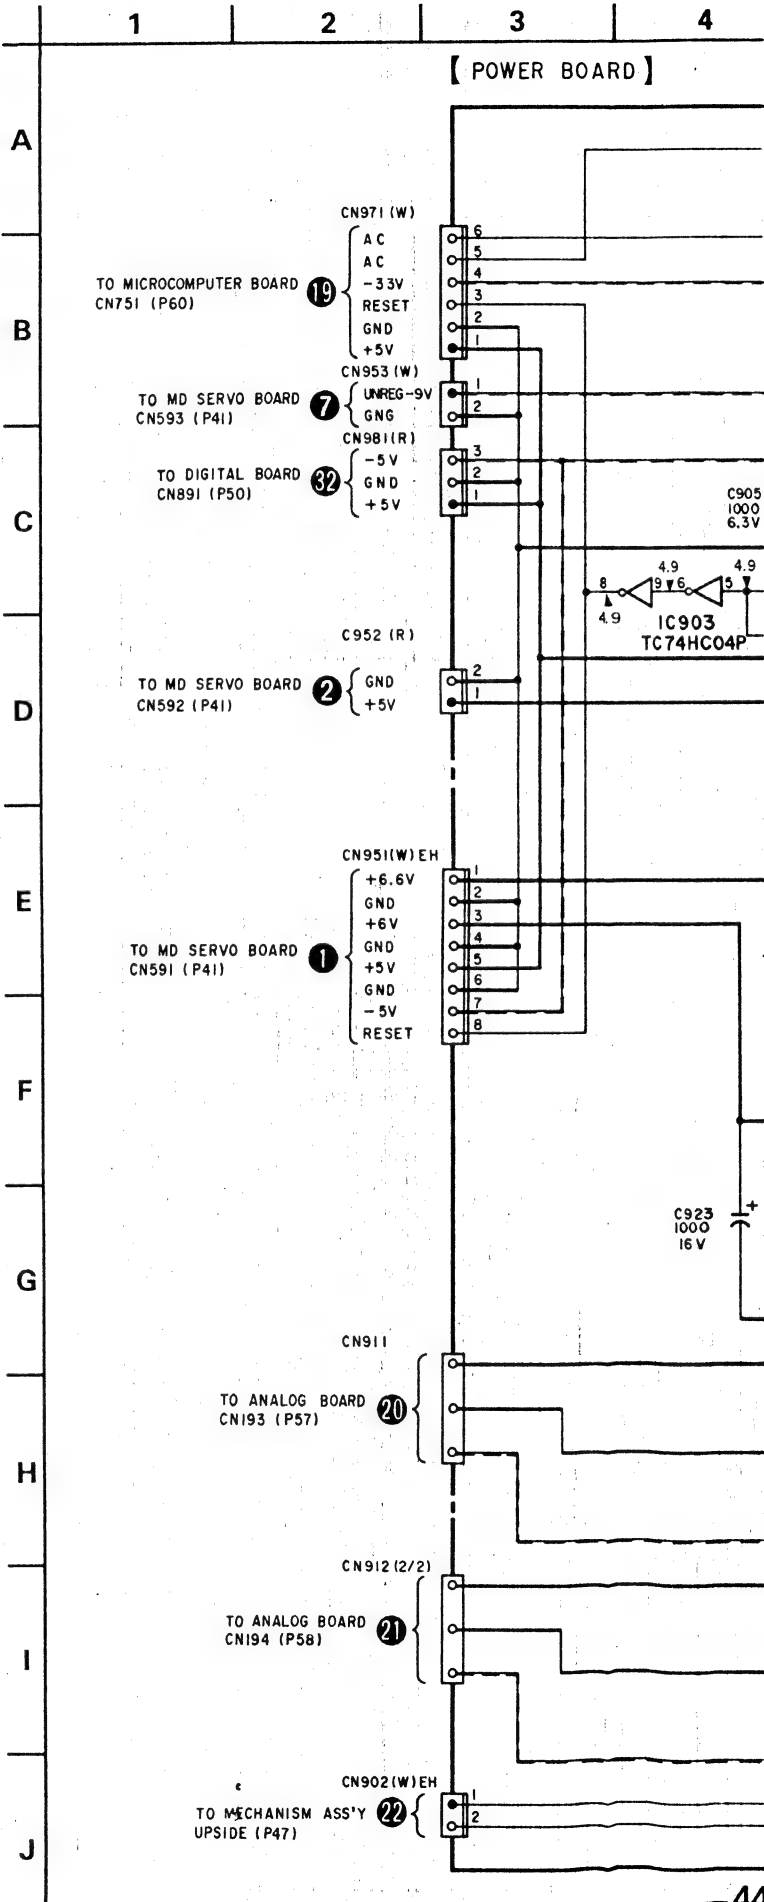 1 2 3 4
【 POWER BOARD 】
A
CN971 (W)
AC 6
AC 5
-33V 4
RESET 3
GND 2
+5V 1
TO MICROCOMPUTER BOARD 19
CN751 (P60)
B
CN953 (W)
UNREG-9V 1
GNG 2
TO MD SERVO BOARD 7
CN593 (P41)
CN981(R)
-5V 3
GND 2
+5V 1
TO DIGITAL BOARD 32
CN891 (P50)
C
C905
1000
6.3V
8 9 4.9 6 5 4.9
4.9
IC903
TC74HC04P
C952 (R)
GND 2
+5V 1
TO MD SERVO BOARD 2
CN592 (P41)
D
CN951(W)EH
+6.6V 1
GND 2
+6V 3
GND 4
+5V 5
GND 6
-5V 7
RESET 8
TO MD SERVO BOARD 1
CN591 (P41)
E
F
C923 +
1000
16V
G
CN911
TO ANALOG BOARD 20
CN193 (P57)
H
CN912(2/2)
TO ANALOG BOARD 21
CN194 (P58)
I
CN902(W)EH
1
2
TO MECHANISM ASS'Y 22
UPSIDE (P47)
J